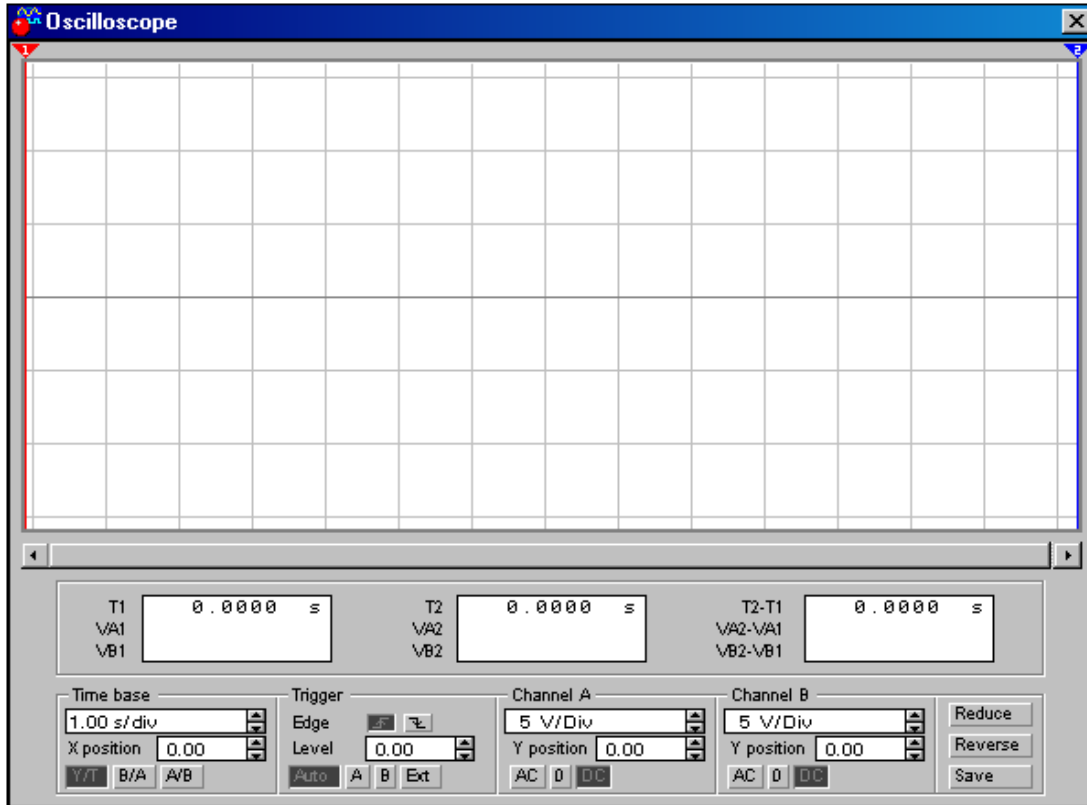 Oscilloscope
1 2
T1 0.0000 s T2 0.0000 s T2-T1 0.0000 s
VA1 VA2 VA2-VA1
VB1 VB2 VB2-VB1
Time base Trigger Channel A Channel B
1.00 s/div Edge 5 V/Div 5 V/Div Reduce
X position 0.00 Level 0.00 Y position 0.00 Y position 0.00 Reverse
Y/T B/A A/B Auto A B Ext AC 0 DC AC 0 DC Save